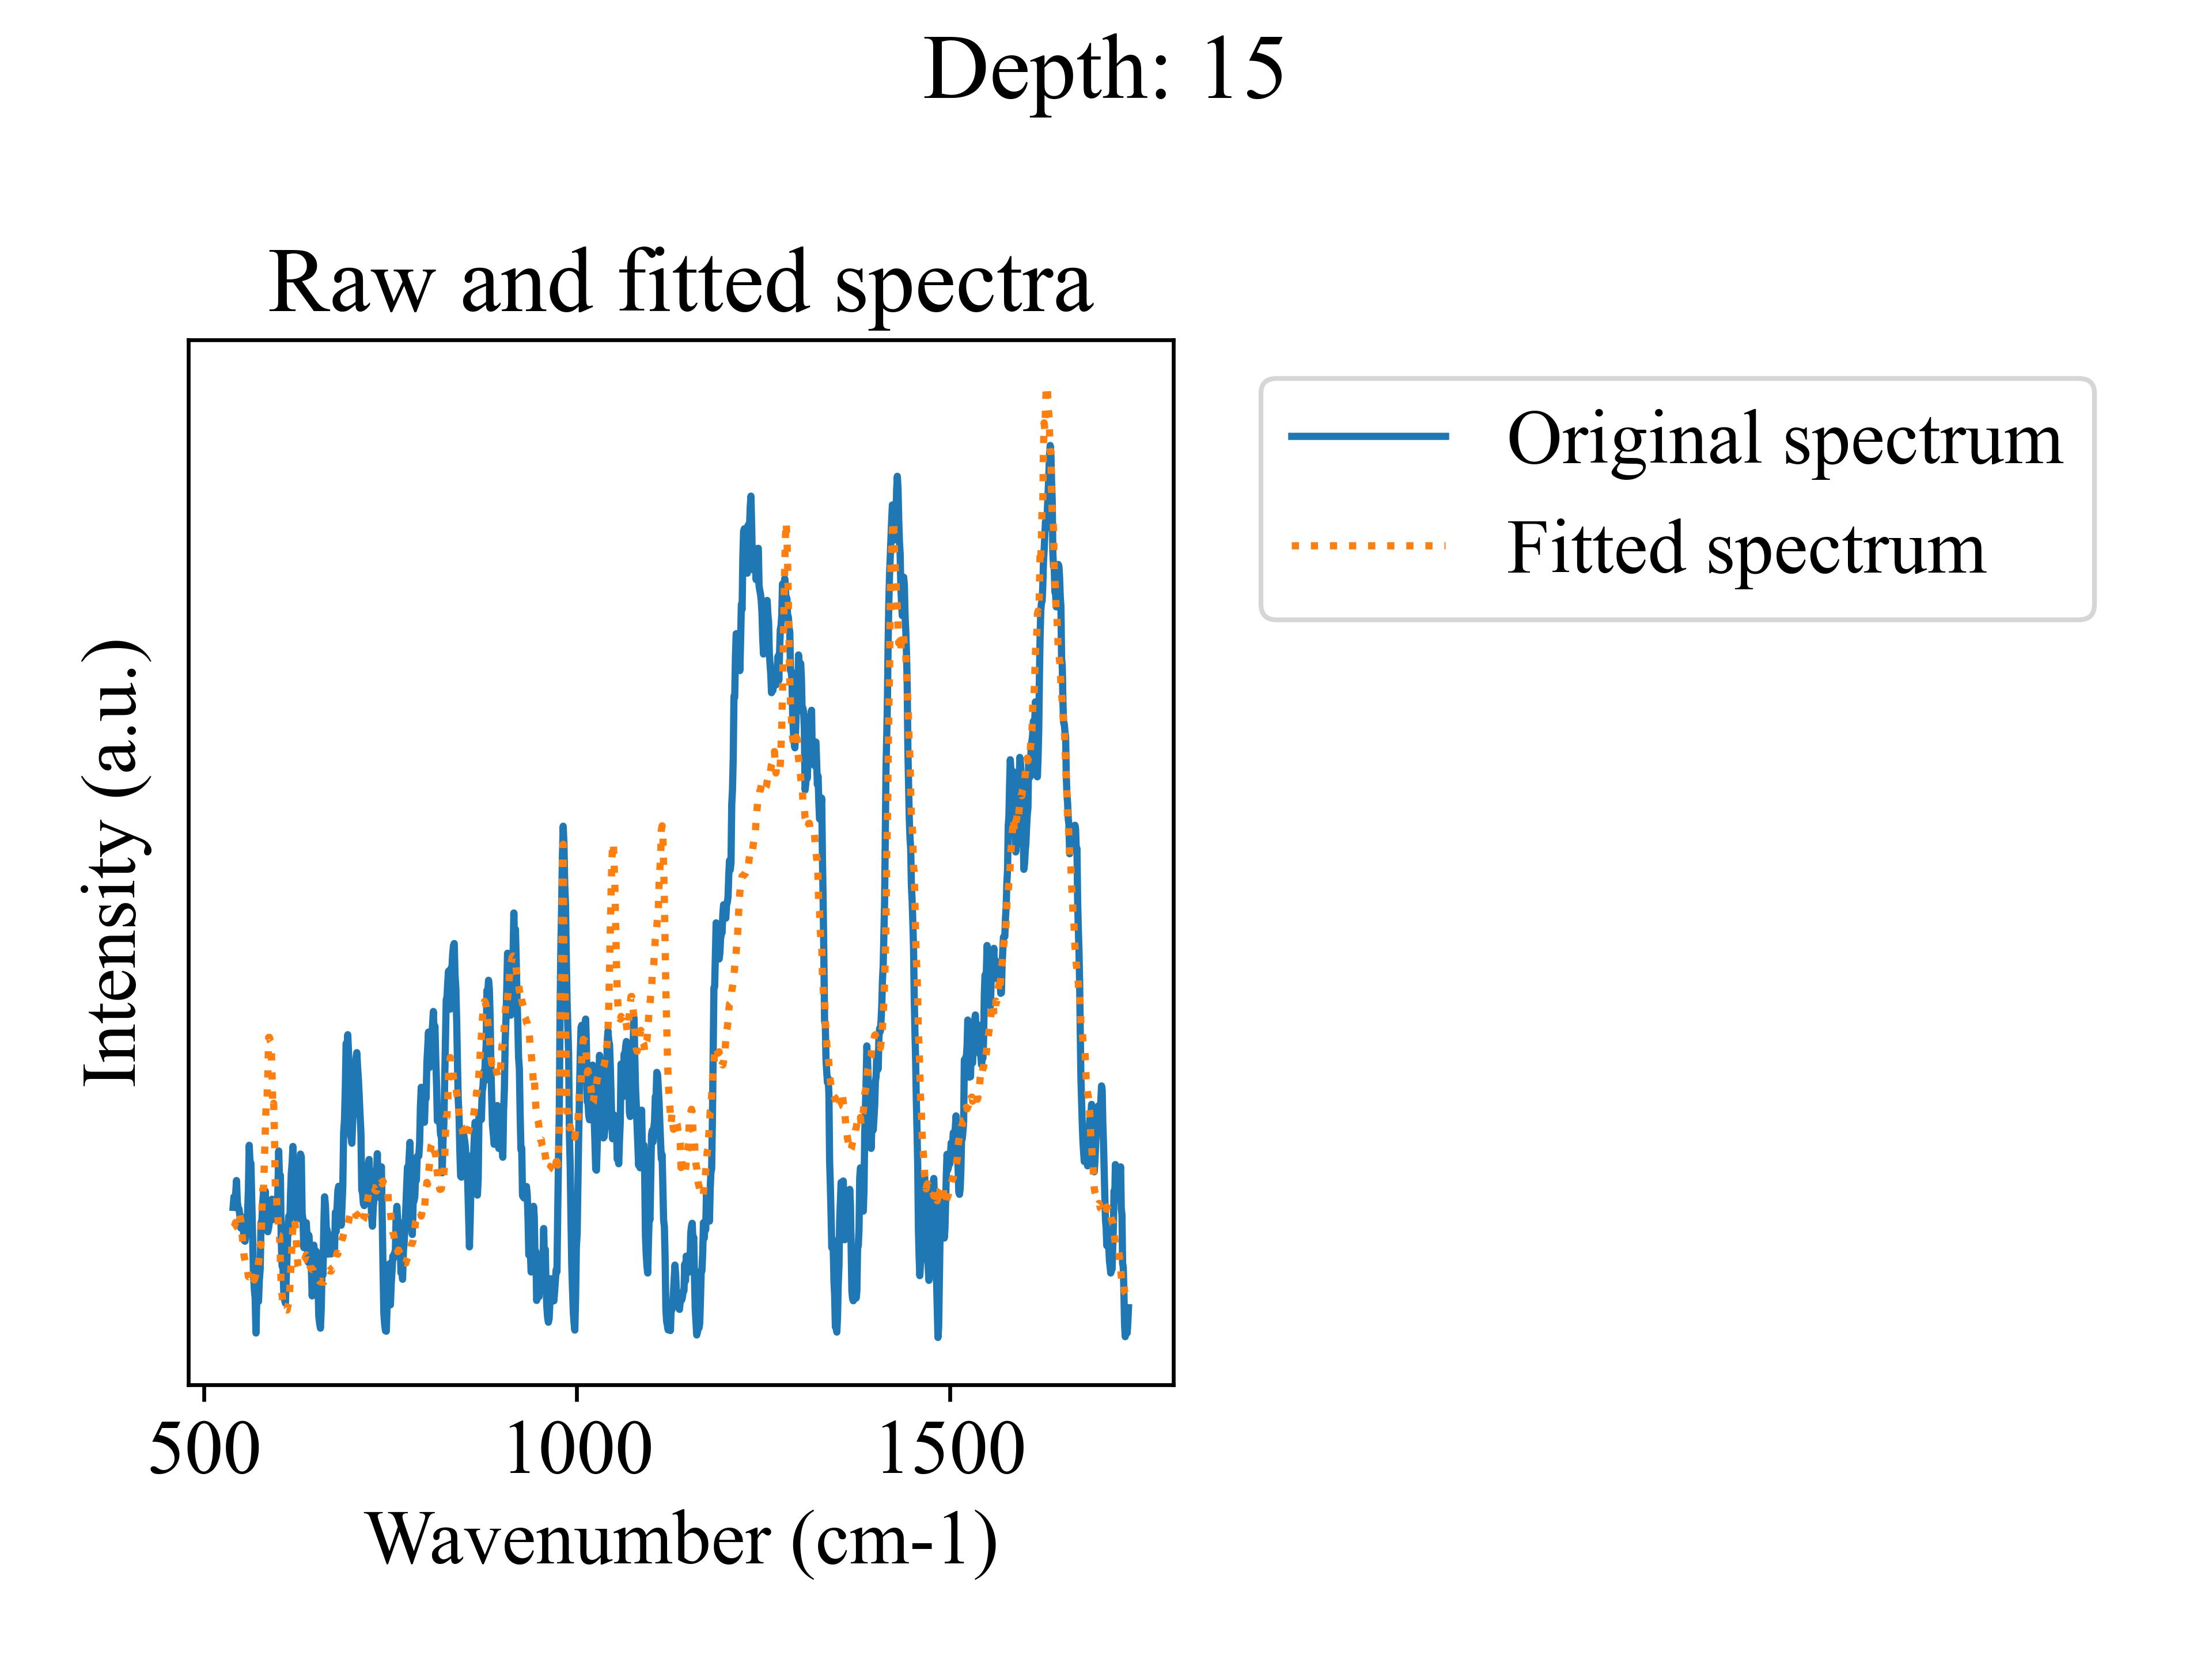 Depth: 15
Raw and fitted spectra
Original spectrum
Fitted spectrum
Intensity (a.u.)
500 1000 1500
Wavenumber (cm-1)